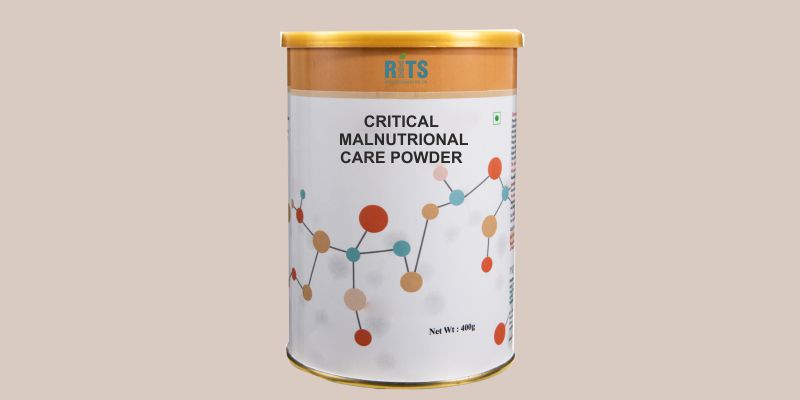 RITS
CRITICAL
MALNUTRIONAL
CARE POWDER
Net Wt : 400g